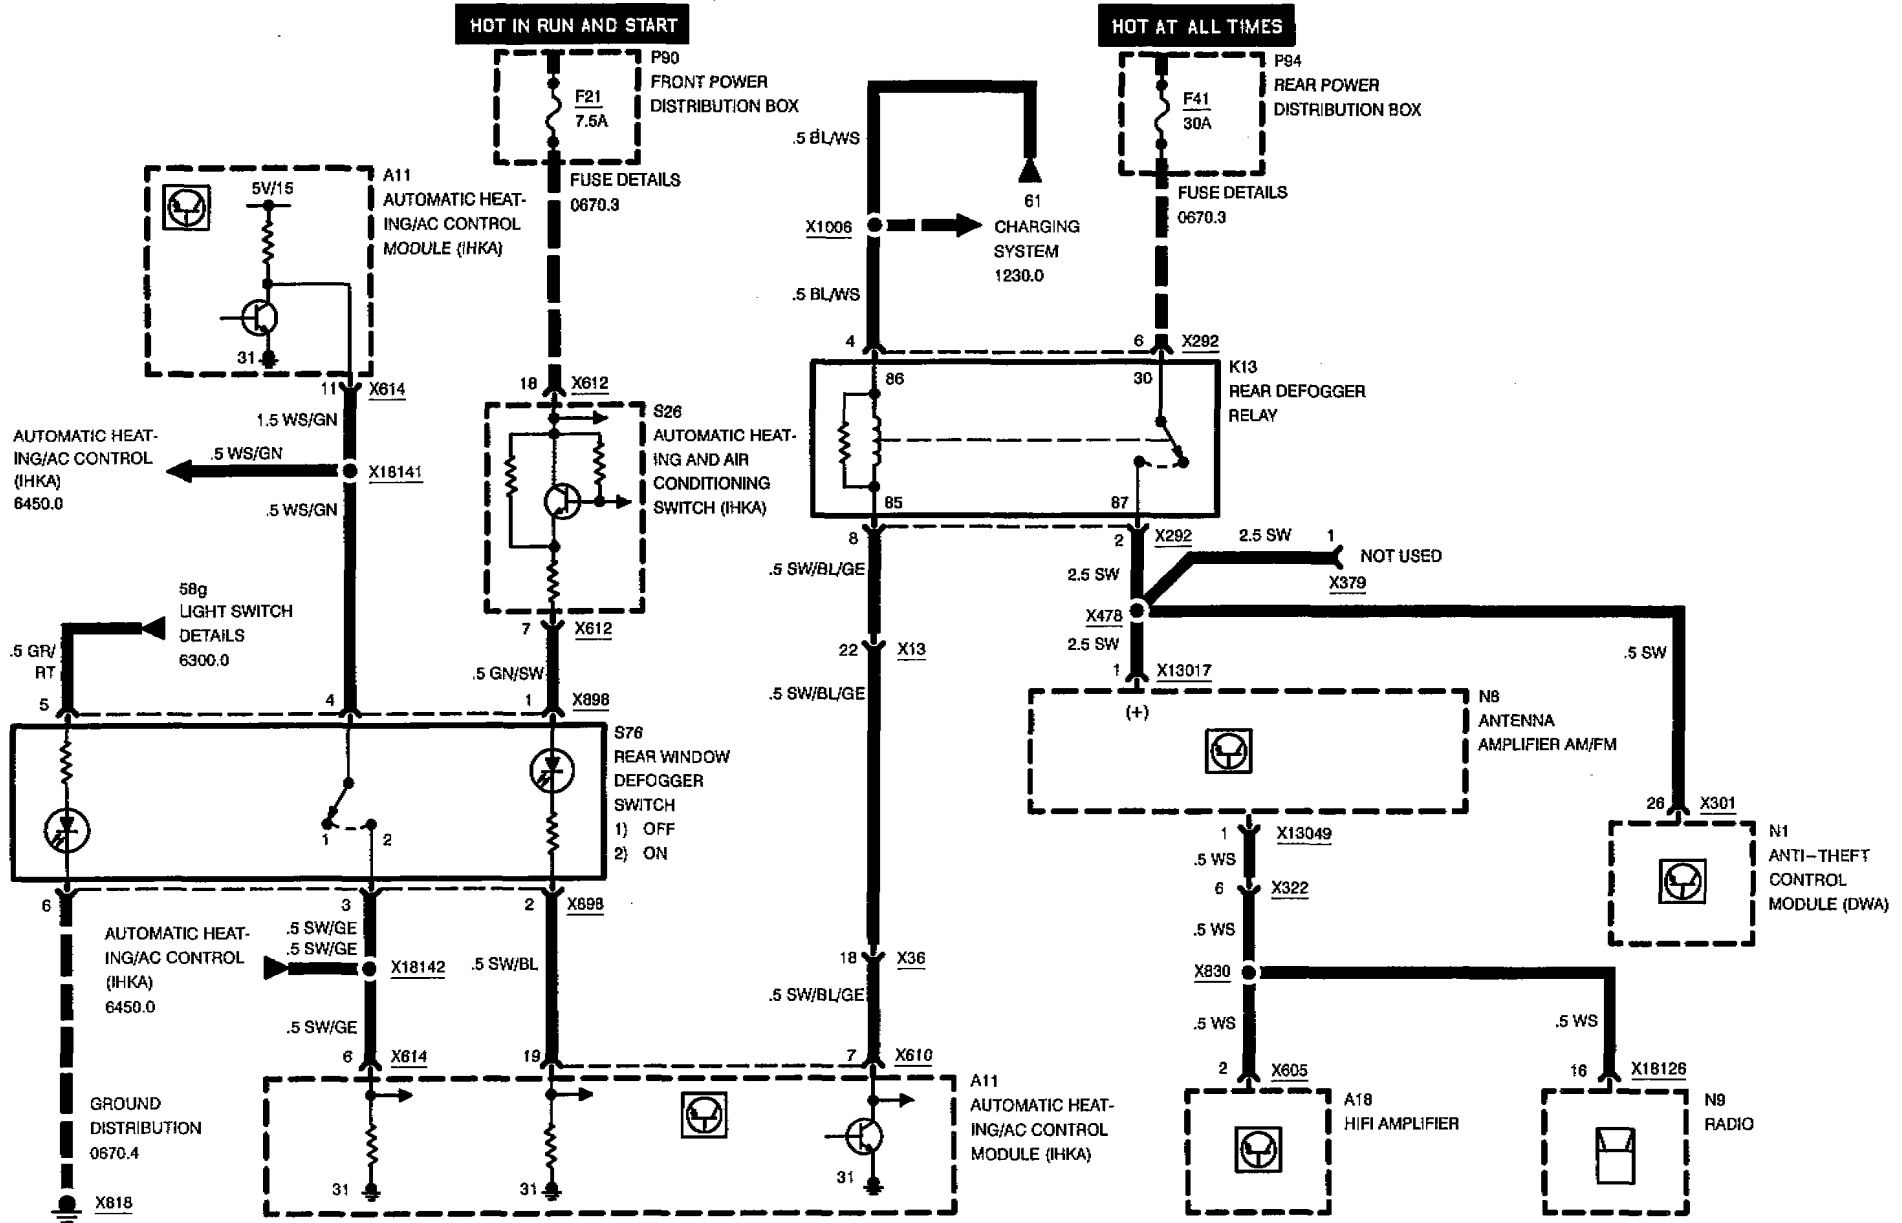 HOT IN RUN AND START
HOT AT ALL TIMES
P90
FRONT POWER
DISTRIBUTION BOX
F21
7.5A
FUSE DETAILS
0670.3
P94
REAR POWER
DISTRIBUTION BOX
F41
30A
FUSE DETAILS
0670.3
.5 BL/WS
61
CHARGING
SYSTEM
1230.0
X1006
.5 BL/WS
A11
AUTOMATIC HEAT-
ING/AC CONTROL
MODULE (IHKA)
5V/15
31
11
X614
1.5 WS/GN
AUTOMATIC HEAT-
ING/AC CONTROL
(IHKA)
6450.0
.5 WS/GN
X18141
.5 WS/GN
18
X612
S26
AUTOMATIC HEAT-
ING AND AIR
CONDITIONING
SWITCH (IHKA)
7
X612
.5 GN/SW
4
6
X292
86
30
K13
REAR DEFOGGER
RELAY
85
87
8
2
X292
.5 SW/BL/GE
2.5 SW
2.5 SW
1
NOT USED
X379
X478
2.5 SW
.5 SW
1
X13017
22
X13
.5 SW/BL/GE
58g
LIGHT SWITCH
DETAILS
6300.0
.5 GR/
RT
5
4
1
X898
S76
REAR WINDOW
DEFOGGER
SWITCH
1) OFF
2) ON
1
2
6
3
2
X898
(+)
N8
ANTENNA
AMPLIFIER AM/FM
26
X301
N1
ANTI-THEFT
CONTROL
MODULE (DWA)
1
X13049
.5 WS
6
X322
.5 WS
X830
.5 WS
.5 WS
2
X605
16
X18126
A18
HIFI AMPLIFIER
N9
RADIO
AUTOMATIC HEAT-
ING/AC CONTROL
(IHKA)
6450.0
.5 SW/GE
.5 SW/GE
X18142
.5 SW/BL
.5 SW/GE
18
X36
.5 SW/BL/GE
6
X614
19
7
X610
A11
AUTOMATIC HEAT-
ING/AC CONTROL
MODULE (IHKA)
31
31
31
GROUND
DISTRIBUTION
0670.4
X818